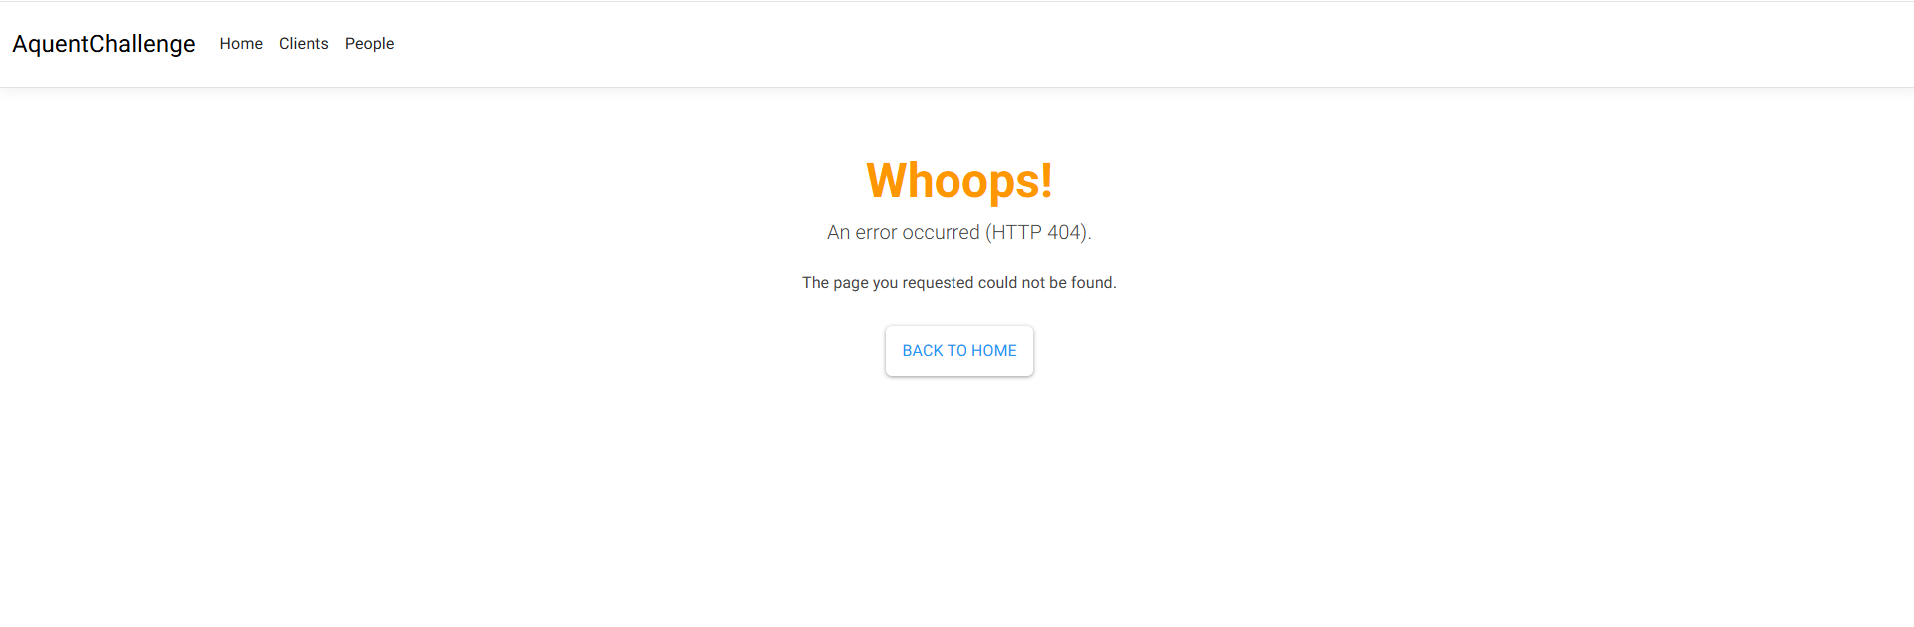 AquentChallenge Home Clients People
Whoops!
An error occurred (HTTP 404).
The page you requested could not be found.
BACK TO HOME